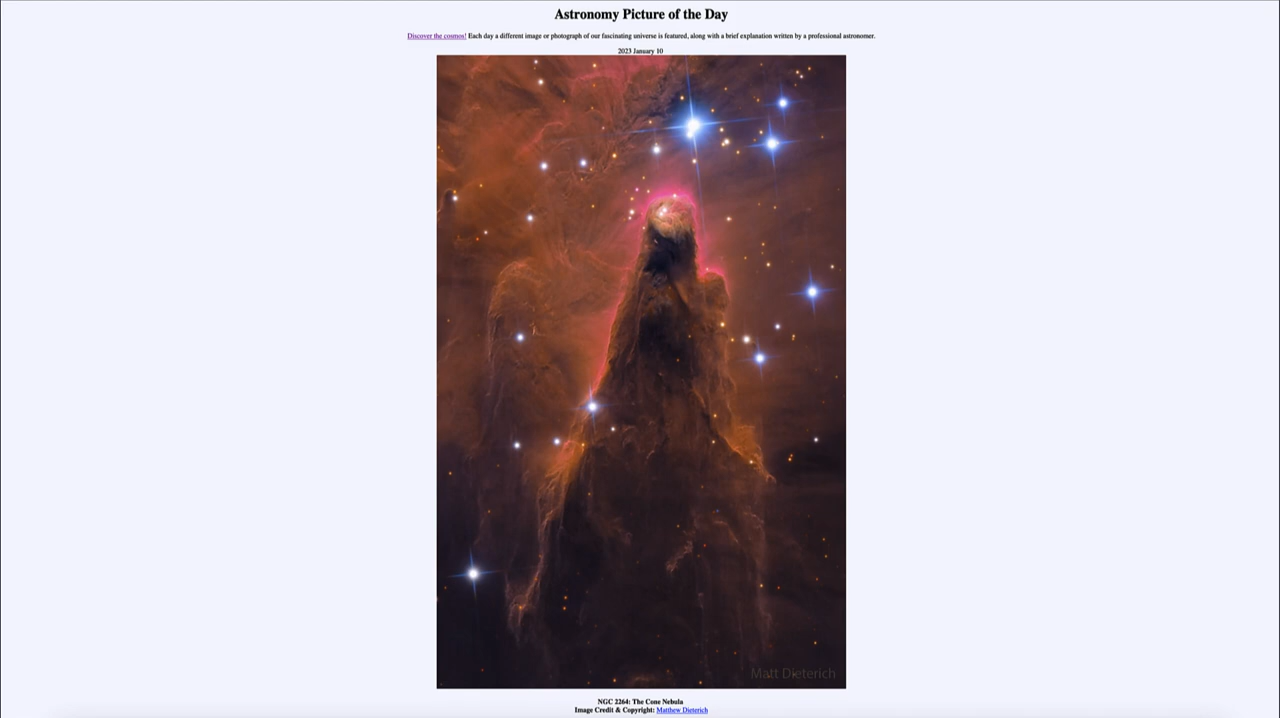 Astronomy Picture of the Day
Discover the cosmos! Each day a different image or photograph of our fascinating universe is featured, along with a brief explanation written by a professional astronomer.
2023 January 10
Matt Dieterich
NGC 2264: The Cone Nebula
Image Credit & Copyright: Matthew Dieterich